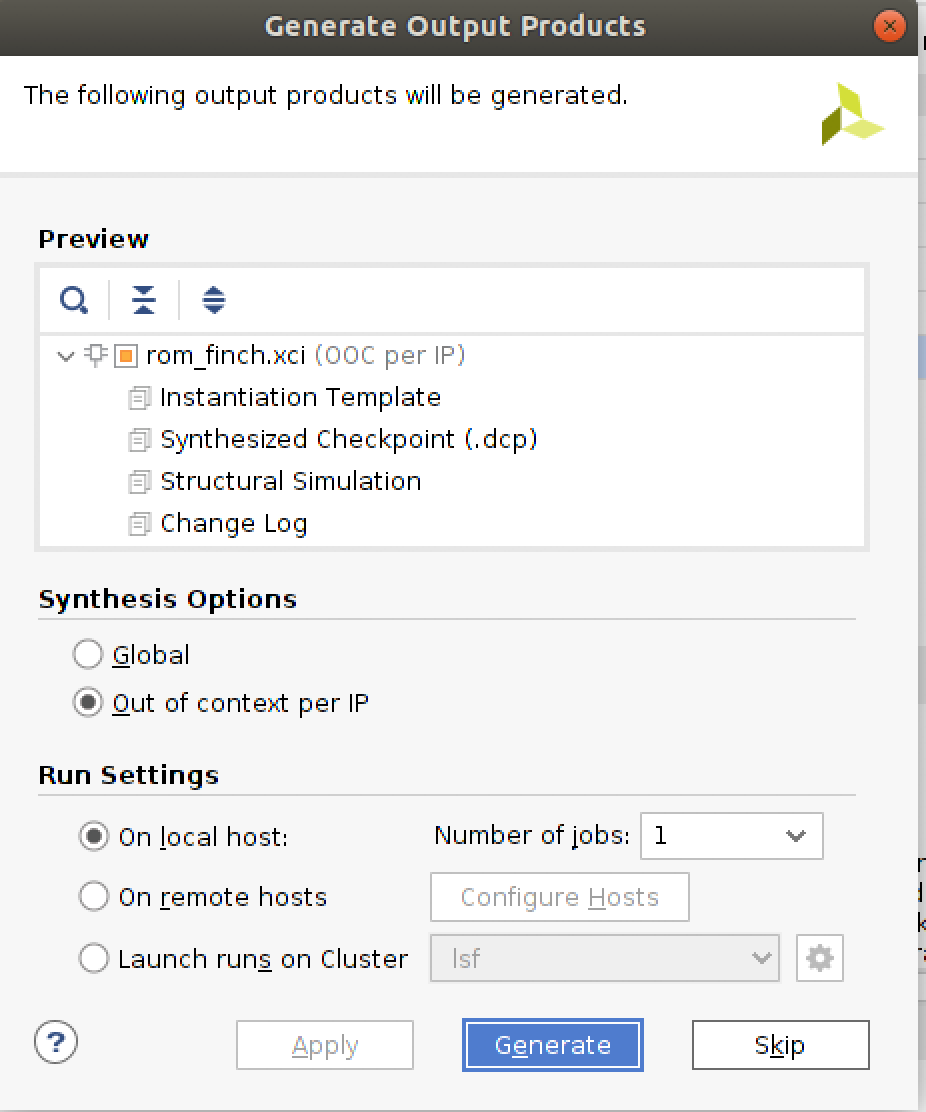 Generate Output Products
The following output products will be generated.
Preview
rom_finch.xci (OOC per IP)
Instantiation Template
Synthesized Checkpoint (.dcp)
Structural Simulation
Change Log
Synthesis Options
Global
Out of context per IP
Run Settings
On local host: Number of jobs: 1
On remote hosts Configure Hosts
Launch runs on Cluster lsf
? Apply Generate Skip